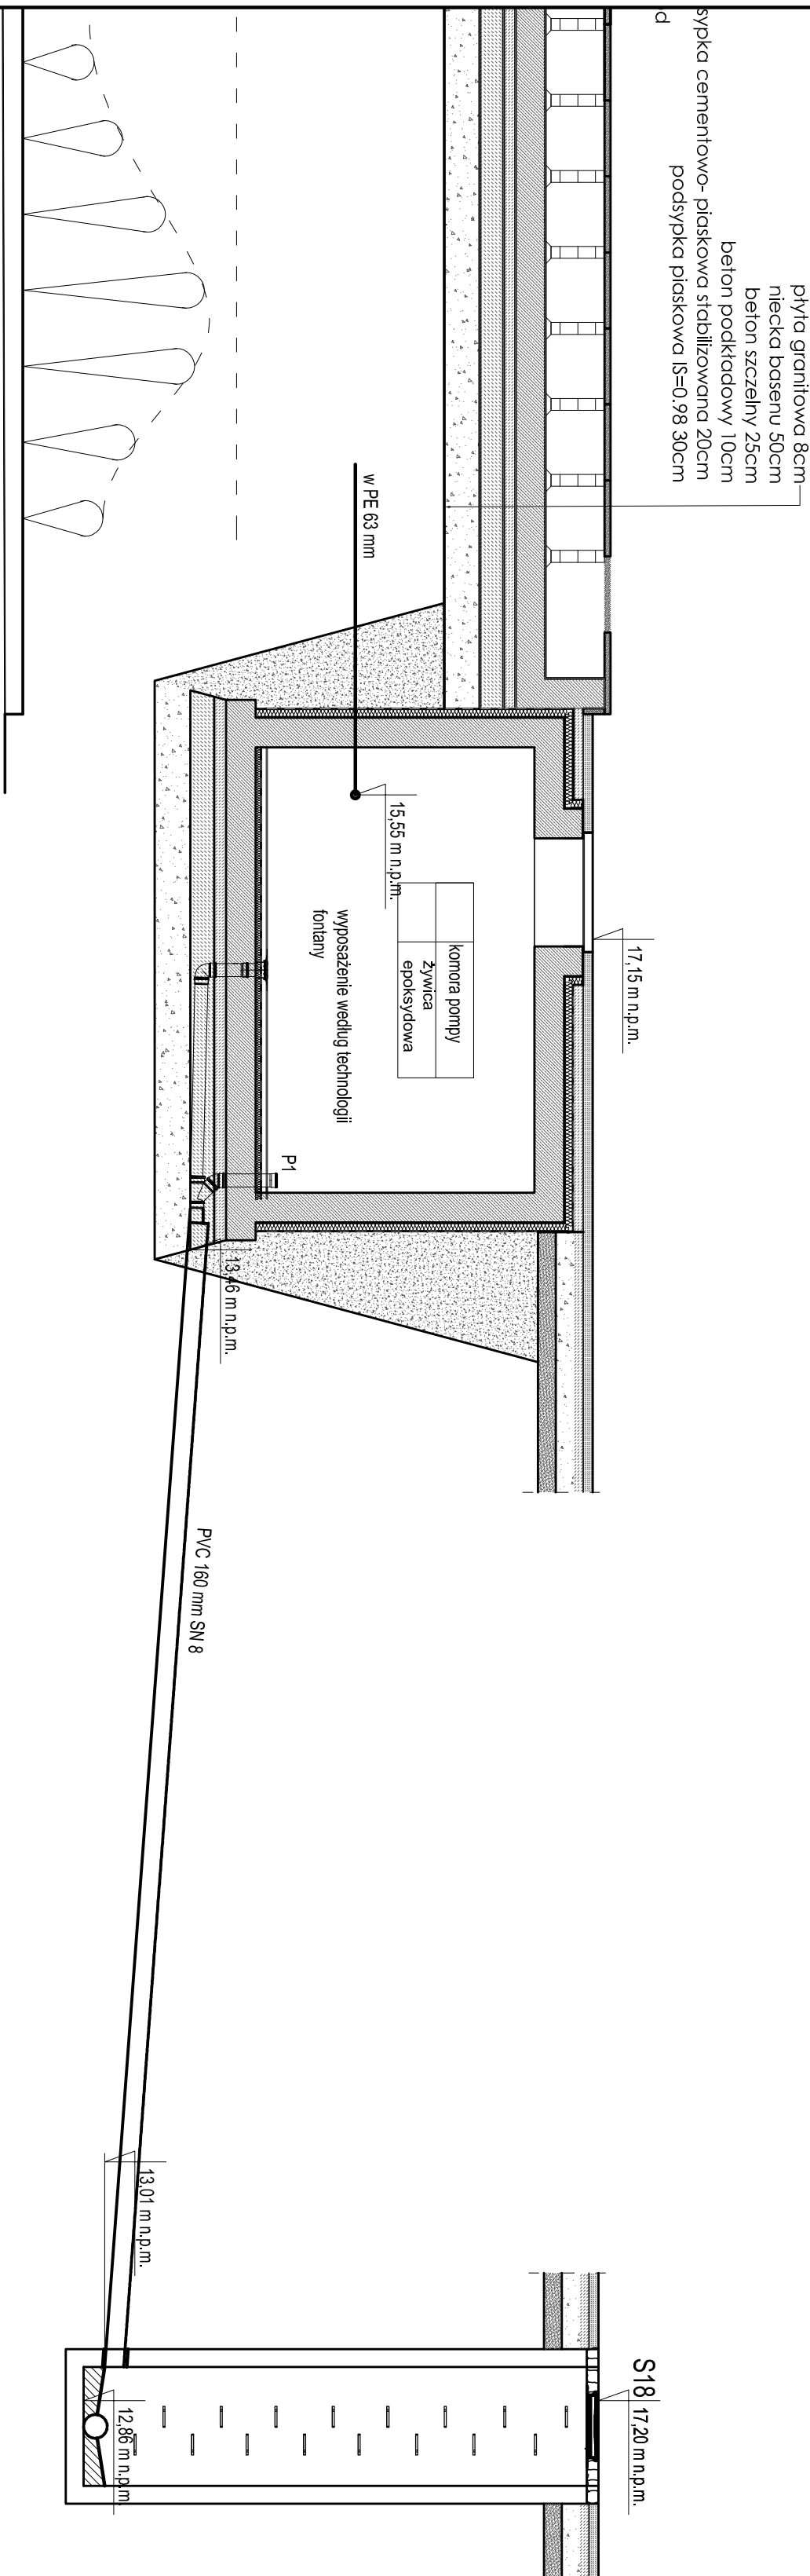 płyta granitowa 8cm
niecka basenu 50cm
beton szczelny 25cm
beton podkładowy 10cm
sypka cementowo- piaskowa stabilizowana 20cm
podsypka piaskowa IS=0.98 30cm
w PE 63 mm
15,55 m n.p.m.
17,15 m n.p.m.
komora pompy
żywica
epoksydowa
wyposażenie według technologii
fontany
P1
13,46 m n.p.m.
PVC 160 mm SN 8
13,01 m n.p.m.
S18
17,20 m n.p.m.
12,86 m n.p.m.